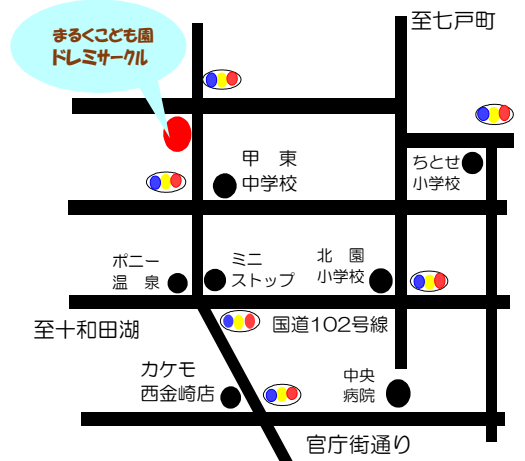 至七戸町
まるくこども園
ドレミサークル
甲　東
中学校
ちとせ
小学校
ポニー
温　泉
ミニ
ストップ
北　園
小学校
至十和田湖
国道102号線
カケモ
西金崎店
中央
病院
官庁街通り